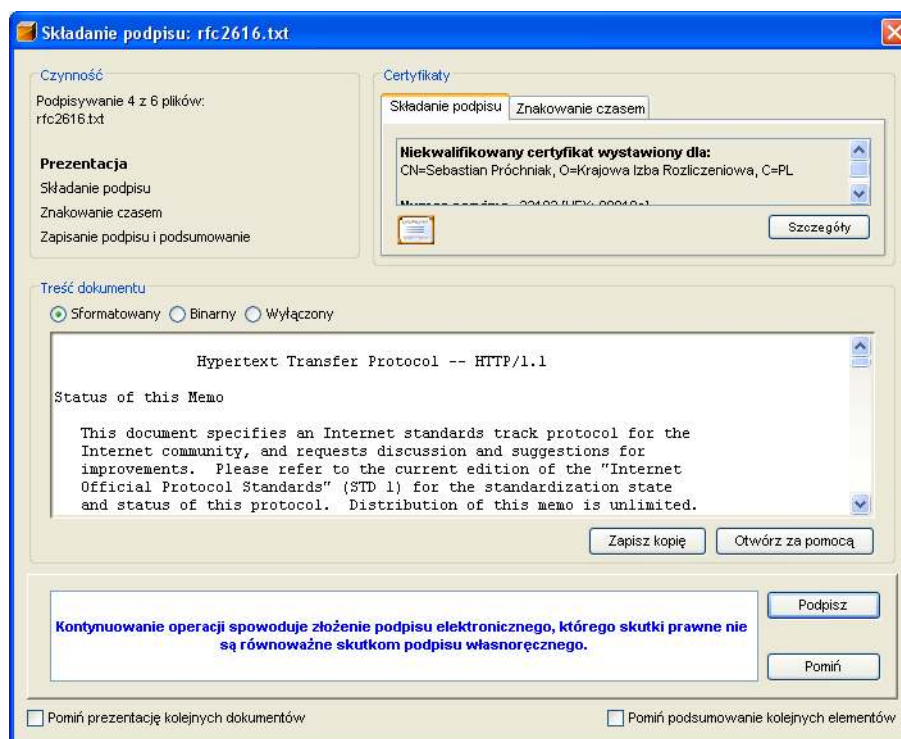 Składanie podpisu: rfc2616.txt
Czynność
Podpisywanie 4 z 6 plików:
rfc2616.txt
Prezentacja
Składanie podpisu
Znakowanie czasem
Zapisanie podpisu i podsumowanie
Certyfikaty
Składanie podpisu Znakowanie czasem
Niekwalifikowany certyfikat wystawiony dla:
CN=Sebastian Próchniak, O=Krajowa Izba Rozliczeniowa, C=PL
Szczegóły
Treść dokumentu
Sformatowany Binarny Wyłączony
Hypertext Transfer Protocol -- HTTP/1.1
Status of this Memo
This document specifies an Internet standards track protocol for the
Internet community, and requests discussion and suggestions for
improvements. Please refer to the current edition of the "Internet
Official Protocol Standards" (STD 1) for the standardization state
and status of this protocol. Distribution of this memo is unlimited.
Zapisz kopię Otwórz za pomocą
Kontynuowanie operacji spowoduje złożenie podpisu elektronicznego, którego skutki prawne nie
są równoważne skutkom podpisu własnoręcznego.
Podpisz
Pomiń
Pomiń prezentację kolejnych dokumentów Pomiń podsumowanie kolejnych elementów